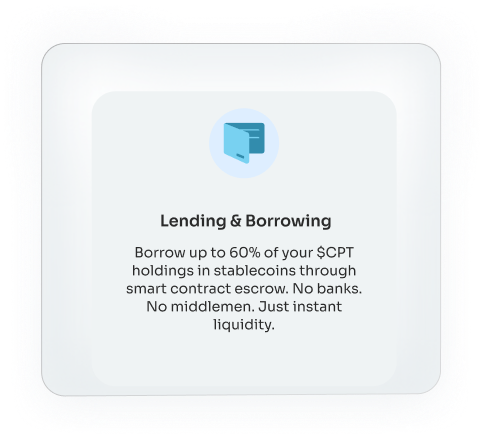 Lending & Borrowing
Borrow up to 60% of your $CPT
holdings in stablecoins through
smart contract escrow. No banks.
No middlemen. Just instant
liquidity.